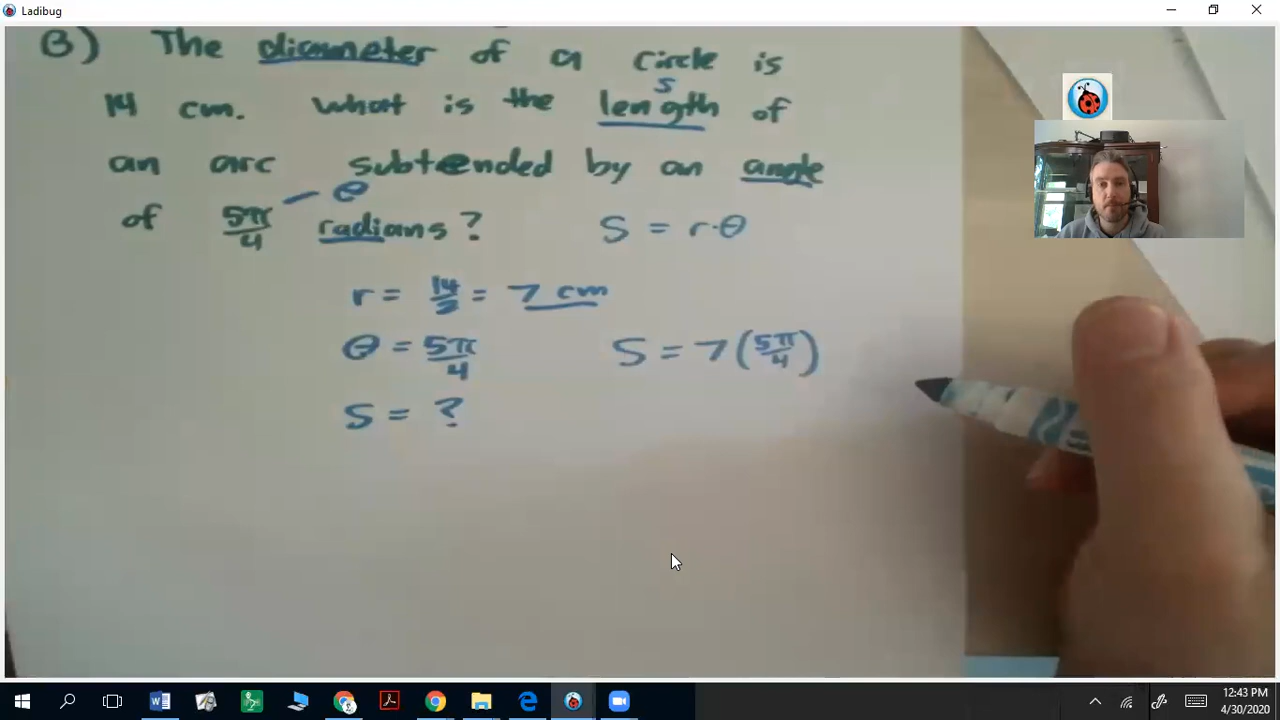 Ladibug
B) The diameter of a circle is
14 cm. What is the length of
s
an arc subtended by an angle
of 5π/4 radians?
θ
S = r·θ
r = 14/2 = 7 cm
θ = 5π/4
S = 7(5π/4)
S = ?
12:43 PM
4/30/2020